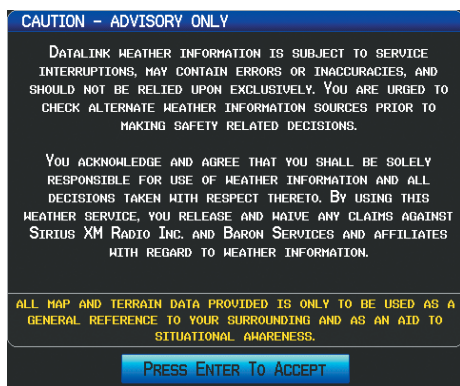 CAUTION – ADVISORY ONLY
DATALINK WEATHER INFORMATION IS SUBJECT TO SERVICE
INTERRUPTIONS, MAY CONTAIN ERRORS OR INACCURACIES, AND
SHOULD NOT BE RELIED UPON EXCLUSIVELY. YOU ARE URGED TO
CHECK ALTERNATE WEATHER INFORMATION SOURCES PRIOR TO
MAKING SAFETY RELATED DECISIONS.
YOU ACKNOWLEDGE AND AGREE THAT YOU SHALL BE SOLELY
RESPONSIBLE FOR USE OF WEATHER INFORMATION AND ALL
DECISIONS TAKEN WITH RESPECT THERETO. BY USING THIS
WEATHER SERVICE, YOU RELEASE AND WAIVE ANY CLAIMS AGAINST
SIRIUS XM RADIO INC. AND BARON SERVICES AND AFFILIATES
WITH REGARD TO WEATHER INFORMATION.
ALL MAP AND TERRAIN DATA PROVIDED IS ONLY TO BE USED AS A
GENERAL REFERENCE TO YOUR SURROUNDING AND AS AN AID TO
SITUATIONAL AWARENESS.
PRESS ENTER TO ACCEPT